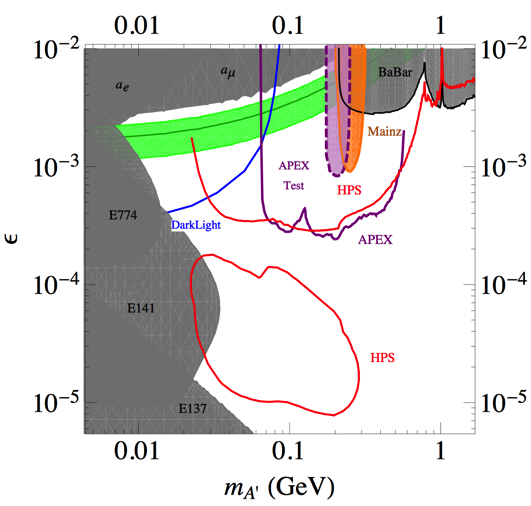 0.01 0.1 1
10⁻² 10⁻²
a_e a_μ BaBar
Mainz
10⁻³ 10⁻³
APEX
Test
HPS
E774
DarkLight
APEX
ϵ
10⁻⁴ 10⁻⁴
E141
HPS
10⁻⁵ 10⁻⁵
E137
0.01 0.1 1
m_A' (GeV)